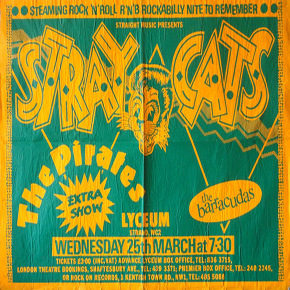 STEAMING ROCK'N'ROLL R'N'B ROCKABILLY NITE TO REMEMBER
STRAIGHT MUSIC PRESENTS
STRAY CATS
The Pirates
EXTRA
SHOW
the
barracudas
LYCEUM
STRAND, WC2
WEDNESDAY 25th MARCH at 7·30
TICKETS £3·00 (INC.VAT) ADVANCE LYCEUM BOX OFFICE, TEL: 836 3715,
LONDON THEATRE BOOKINGS, SHAFTESBURY AVE., TEL: 439 3371; PREMIER BOX OFFICE, TEL: 240 2245,
OR ROCK ON RECORDS, 3 KENTISH TOWN RD., NW1, TEL: 485 5088